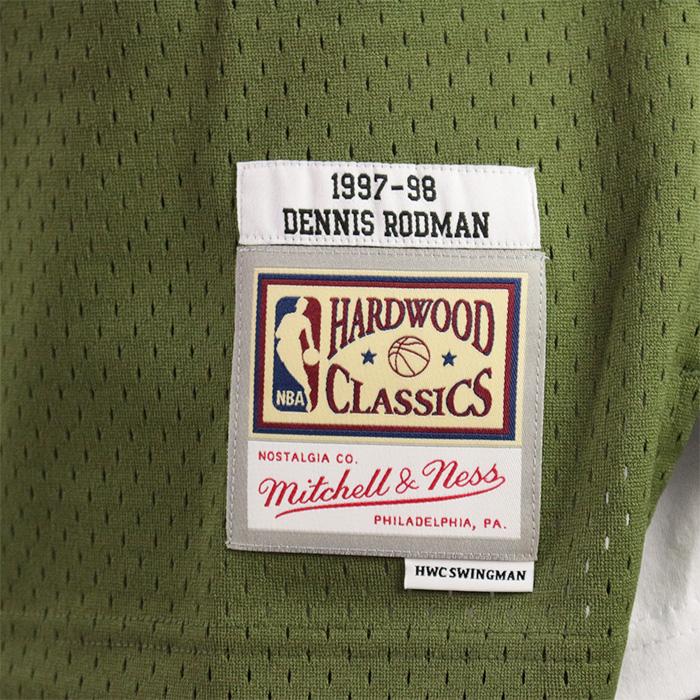 1997-98
DENNIS RODMAN
HARDWOOD
CLASSICS
NBA
NOSTALGIA CO.
Mitchell & Ness
PHILADELPHIA, PA.
HWC SWINGMAN